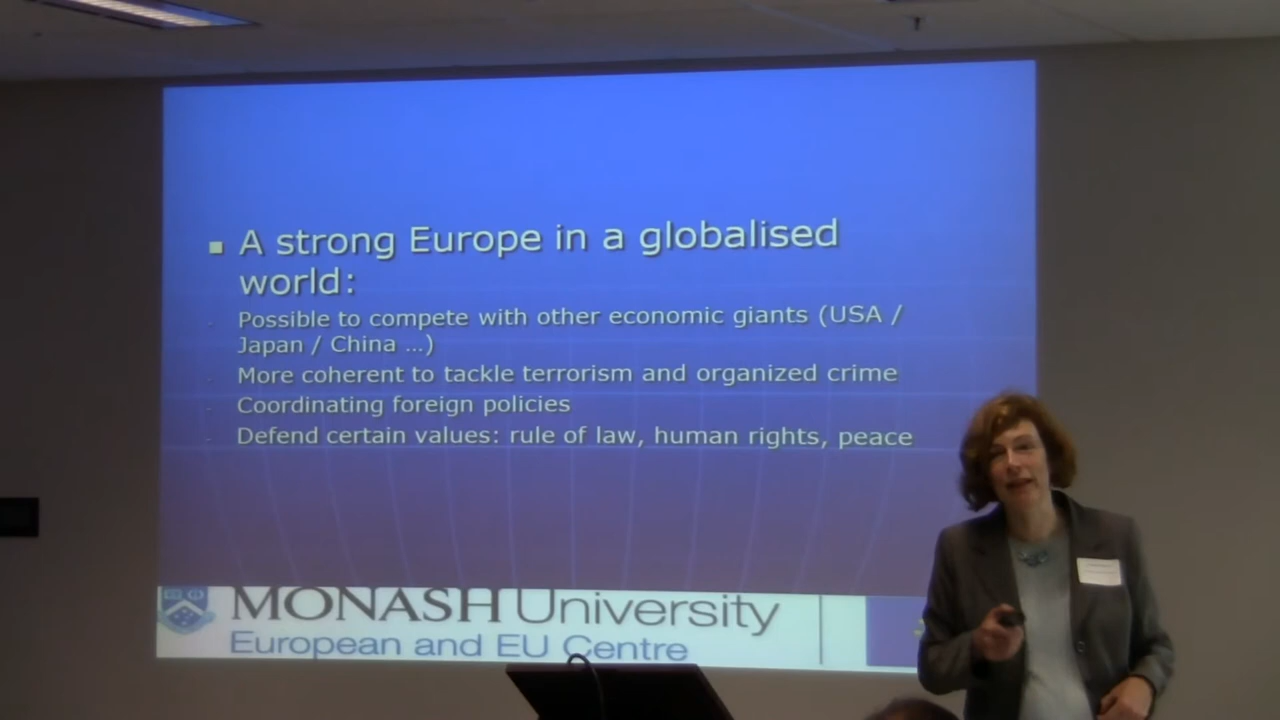 A strong Europe in a globalised
world:
- Possible to compete with other economic giants (USA /
Japan / China ...)
- More coherent to tackle terrorism and organized crime
- Coordinating foreign policies
- Defend certain values: rule of law, human rights, peace
MONASH University
European and EU Centre